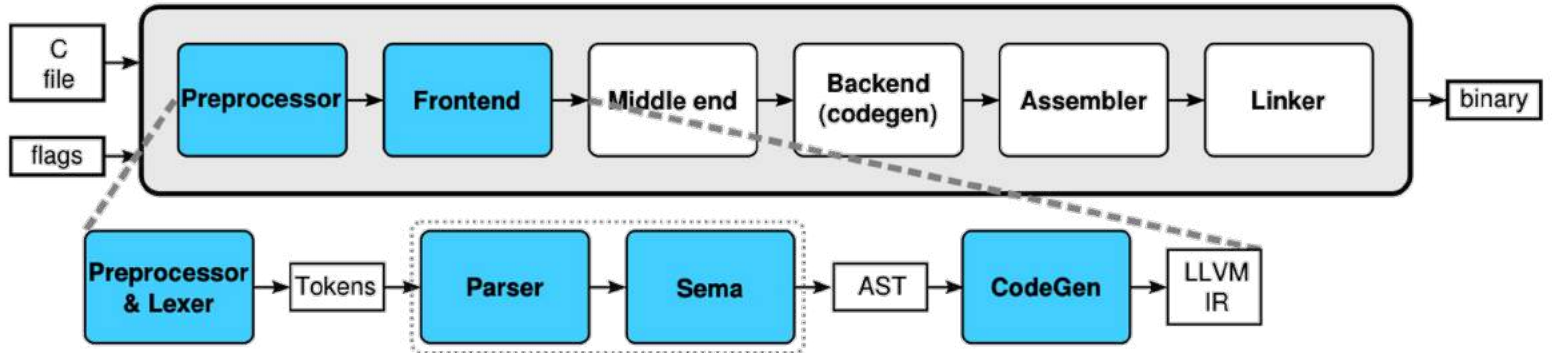 C
file
flags
Preprocessor
Frontend
Middle end
Backend
(codegen)
Assembler
Linker
binary
Preprocessor
& Lexer
Tokens
Parser
Sema
AST
CodeGen
LLVM
IR